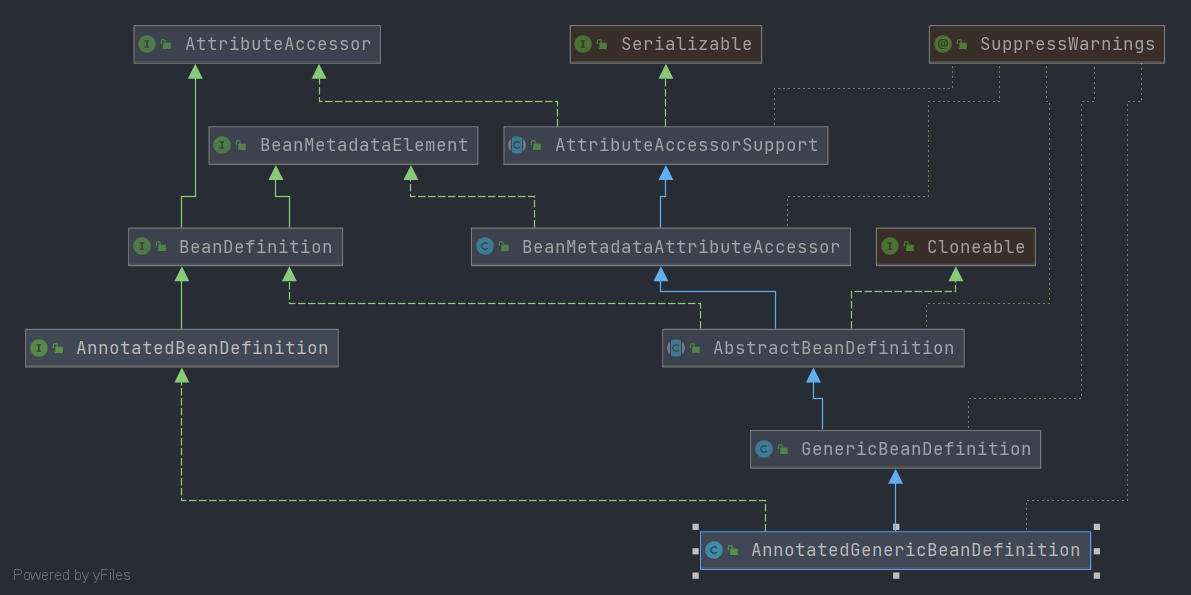 AttributeAccessor
Serializable
SuppressWarnings
BeanMetadataElement
AttributeAccessorSupport
BeanDefinition
BeanMetadataAttributeAccessor
Cloneable
AnnotatedBeanDefinition
AbstractBeanDefinition
GenericBeanDefinition
AnnotatedGenericBeanDefinition
Powered by yFiles